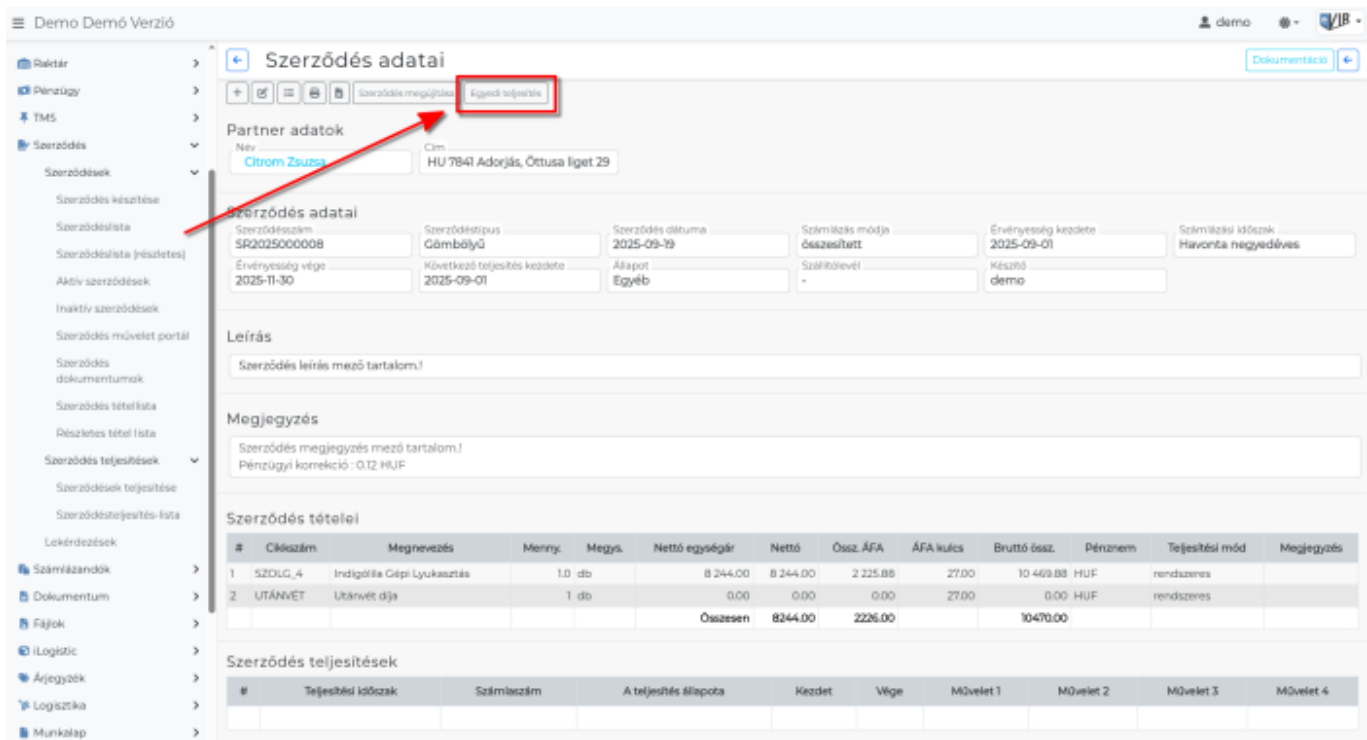 Demo Demó Verzió
demo
VIB
Raktár
Pénzügy
TMS
Szerződés
Szerződések
Szerződés készítése
Szerződéslista
Szerződéslista (részletes)
Aktív szerződések
Inaktív szerződések
Szerződés művelet portál
Szerződés
dokumentumok
Szerződés tétellista
Részletes tétel lista
Szerződés teljesítések
Szerződések teljesítése
Szerződésteljesítés-lista
Lekérdezések
Számlázandók
Dokumentum
Fájlok
iLogistic
Árjegyzék
Logisztika
Munkalap
Szerződés adatai
Dokumentáció
Szerződés megújítása Egyedi teljesítés
Partner adatok
Név Cím
Citrom Zsuzsa HU 7841 Adorjás, Öttusa liget 29
Szerződés adatai
Szerződésszám Szerződéstípus Szerződés dátuma Számlázás módja Érvényesség kezdete Számlázási időszak
SR2025000008 Gömbölyű 2025-09-19 összesített 2025-09-01 Havonta negyedéves
Érvényesség vége Következő teljesítés kezdete Állapot Szállítólevél Készítő
2025-11-30 2025-09-01 Egyéb - demo
Leírás
Szerződés leírás mező tartalom.!
Megjegyzés
Szerződés megjegyzés mező tartalom.!
Pénzügyi korrekció : 0.12 HUF
Szerződés tételei
# Cikkszám Megnevezés Menny. Megys. Nettó egységár Nettó Össz. ÁFA ÁFA kulcs Bruttó össz. Pénznem Teljesítési mód Megjegyzés
1 SZOLG_4 Indigólila Gépi Lyukasztás 1.0 db 8 244.00 8 244.00 2 225.88 27.00 10 469.88 HUF rendszeres
2 UTÁNVÉT Utánvét díja 1 db 0.00 0.00 0.00 27.00 0.00 HUF rendszeres
Összesen 8244.00 2226.00 10470.00
Szerződés teljesítések
# Teljesítési időszak Számlaszám A teljesítés állapota Kezdet Vége Művelet 1 Művelet 2 Művelet 3 Művelet 4